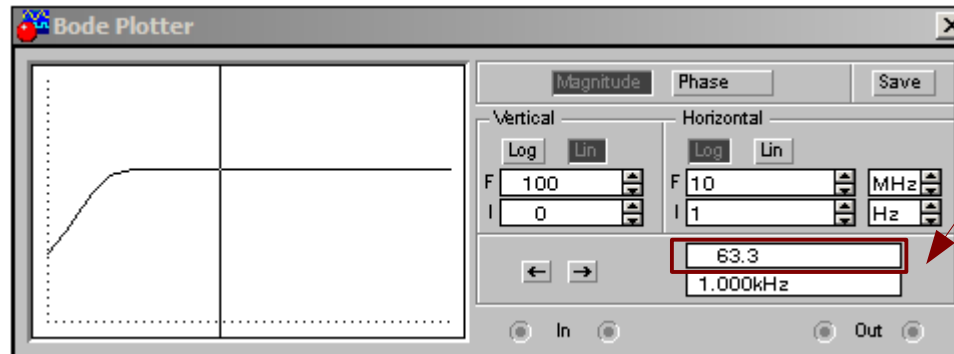 Bode Plotter
Magnitude Phase Save
Vertical Horizontal
Log Lin Log Lin
F 100 F 10 MHz
I 0 I 1 Hz
63.3
← → 1.000kHz
In Out